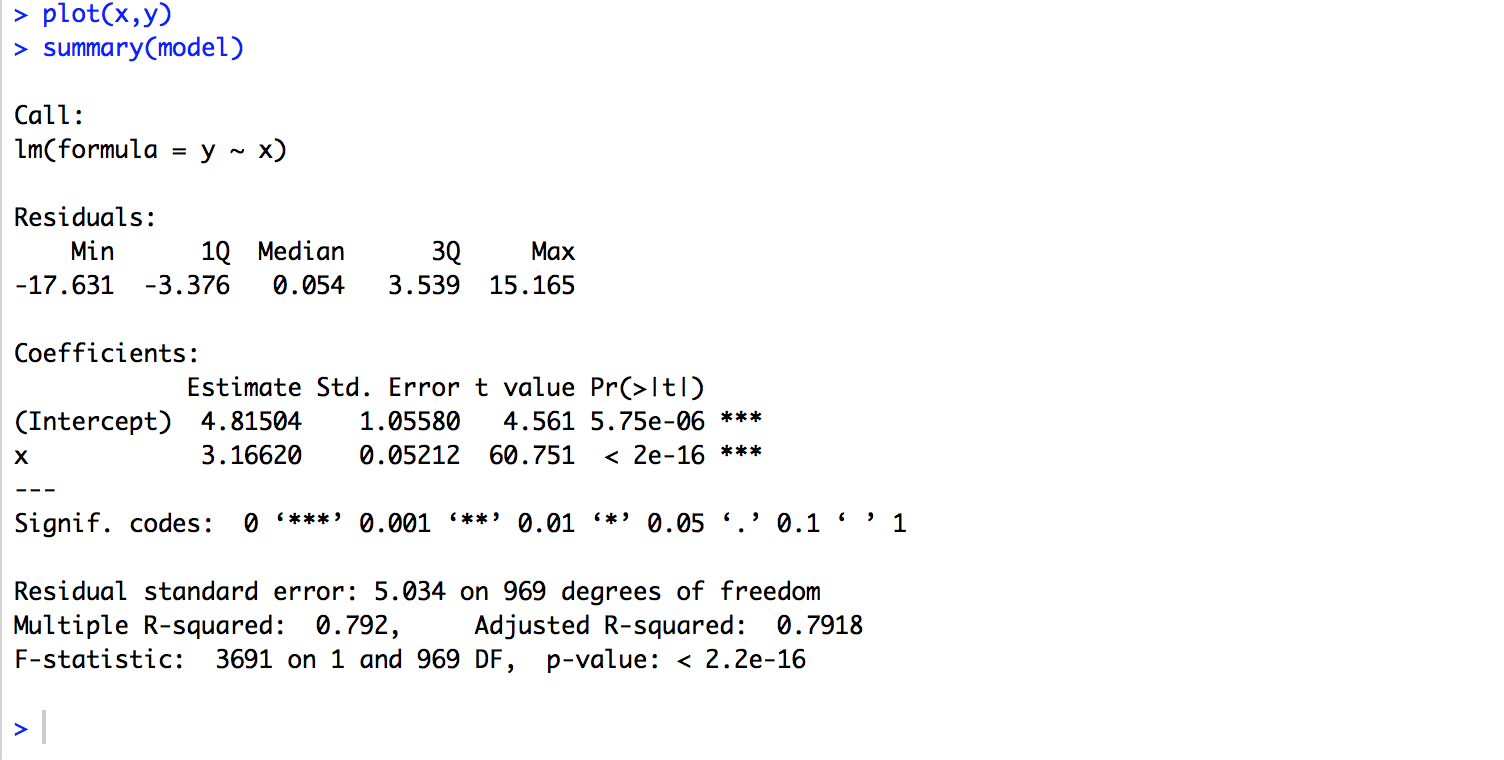 > plot(x,y)
> summary(model)
Call:
lm(formula = y ~ x)
Residuals:
    Min      1Q  Median      3Q     Max
-17.631  -3.376   0.054   3.539  15.165
Coefficients:
            Estimate Std. Error t value Pr(>|t|)
(Intercept)  4.81504    1.05580   4.561 5.75e-06 ***
x            3.16620    0.05212  60.751  < 2e-16 ***
---
Signif. codes:  0 ‘***’ 0.001 ‘**’ 0.01 ‘*’ 0.05 ‘.’ 0.1 ‘ ’ 1
Residual standard error: 5.034 on 969 degrees of freedom
Multiple R-squared:  0.792,     Adjusted R-squared:  0.7918
F-statistic:  3691 on 1 and 969 DF,  p-value: < 2.2e-16
>